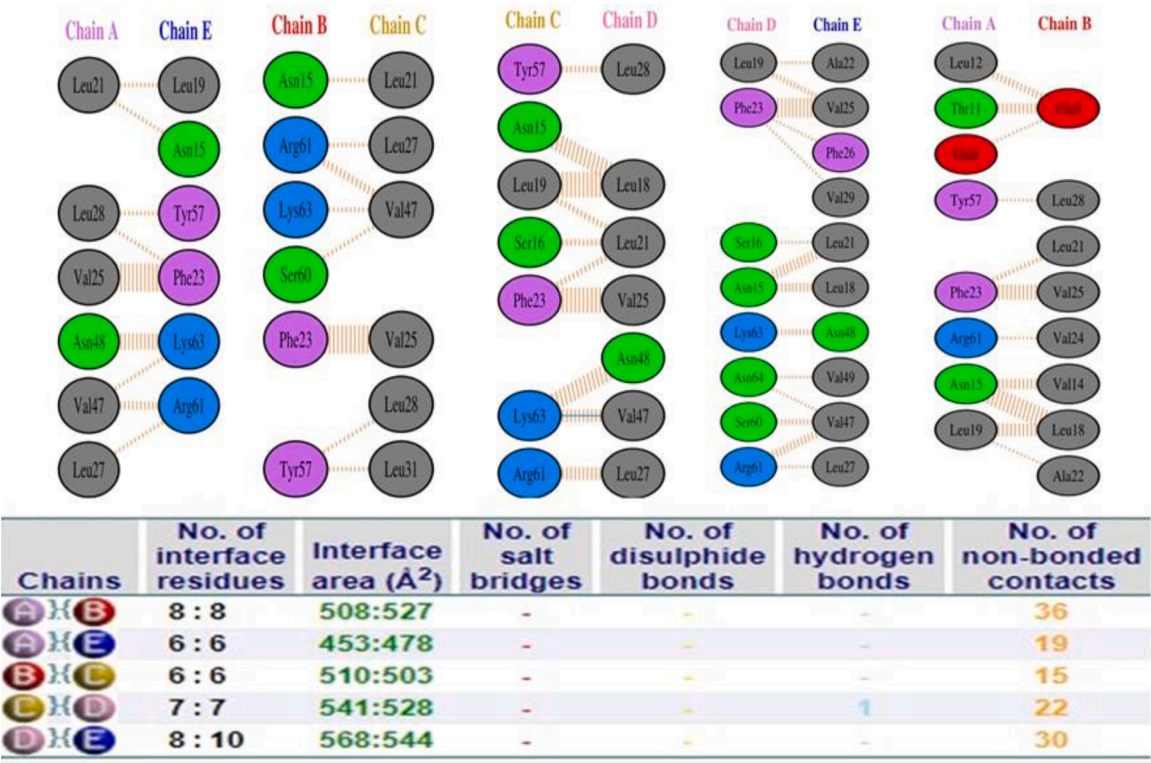 Chain A Chain E
Leu21 Leu19
Asn15
Leu28 Tyr57
Val25 Phe23
Asn48 Lys63
Val47 Arg61
Leu27
Chain B Chain C
Asn15 Leu21
Arg61 Leu27
Lys63 Val47
Ser60
Phe23 Val25
Leu28
Tyr57 Leu31
Chain C Chain D
Tyr57 Leu28
Asn15
Leu19 Leu18
Ser16 Leu21
Phe23 Val25
Asn48
Lys63 Val47
Arg61 Leu27
Chain D Chain E
Leu19 Ala22
Phe23 Val25
Phe26
Val29
Ser16 Leu21
Asn15 Leu18
Lys63 Asn48
Asn64 Val49
Ser60 Val47
Arg61 Leu27
Chain A Chain B
Leu12
Thr11
Tyr57 Leu28
Leu21
Phe23 Val25
Arg61 Val24
Asn15 Val14
Leu19 Leu18
Ala22
Chains No. of interface residues Interface area (Å²) No. of salt bridges No. of disulphide bonds No. of hydrogen bonds No. of non-bonded contacts
A }{ B 8 : 8 508:527 - - - 36
A }{ E 6 : 6 453:478 - - - 19
B }{ C 6 : 6 510:503 - - - 15
C }{ D 7 : 7 541:528 - - 1 22
D }{ E 8 : 10 568:544 - - - 30